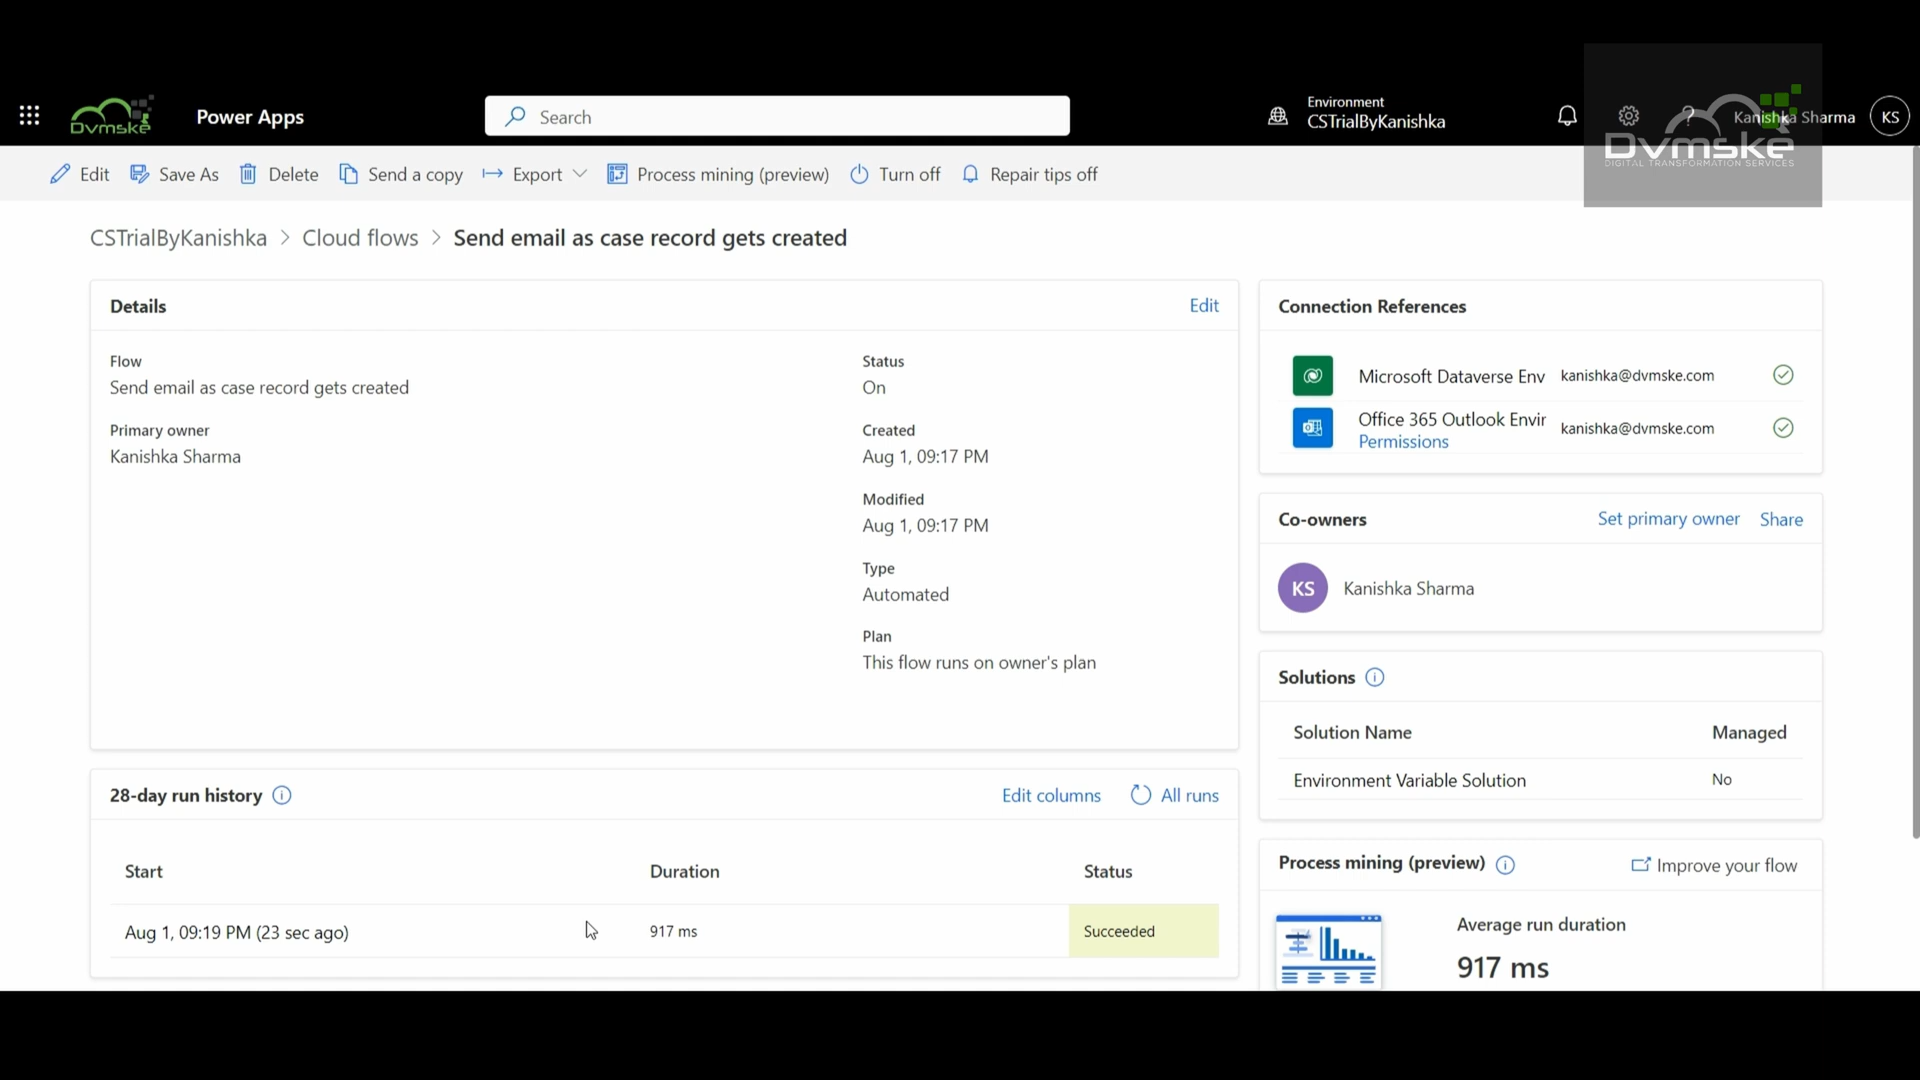 Dvmske
Power Apps
Search
Environment
CSTrialByKanishka
?
Kanishka Sharma
KS
Dvmske
DIGITAL TRANSFORMATION SERVICES
Edit
Save As
Delete
Send a copy
Export
Process mining (preview)
Turn off
Repair tips off
CSTrialByKanishka > Cloud flows > Send email as case record gets created
Details
Edit
Flow
Send email as case record gets created
Primary owner
Kanishka Sharma
Status
On
Created
Aug 1, 09:17 PM
Modified
Aug 1, 09:17 PM
Type
Automated
Plan
This flow runs on owner's plan
28-day run history
Edit columns
All runs
Start
Duration
Status
Aug 1, 09:19 PM (23 sec ago)
917 ms
Succeeded
Connection References
Microsoft Dataverse Env
kanishka@dvmske.com
Office 365 Outlook Envir
Permissions
kanishka@dvmske.com
Co-owners
Set primary owner
Share
KS
Kanishka Sharma
Solutions
Solution Name
Managed
Environment Variable Solution
No
Process mining (preview)
Improve your flow
Average run duration
917 ms